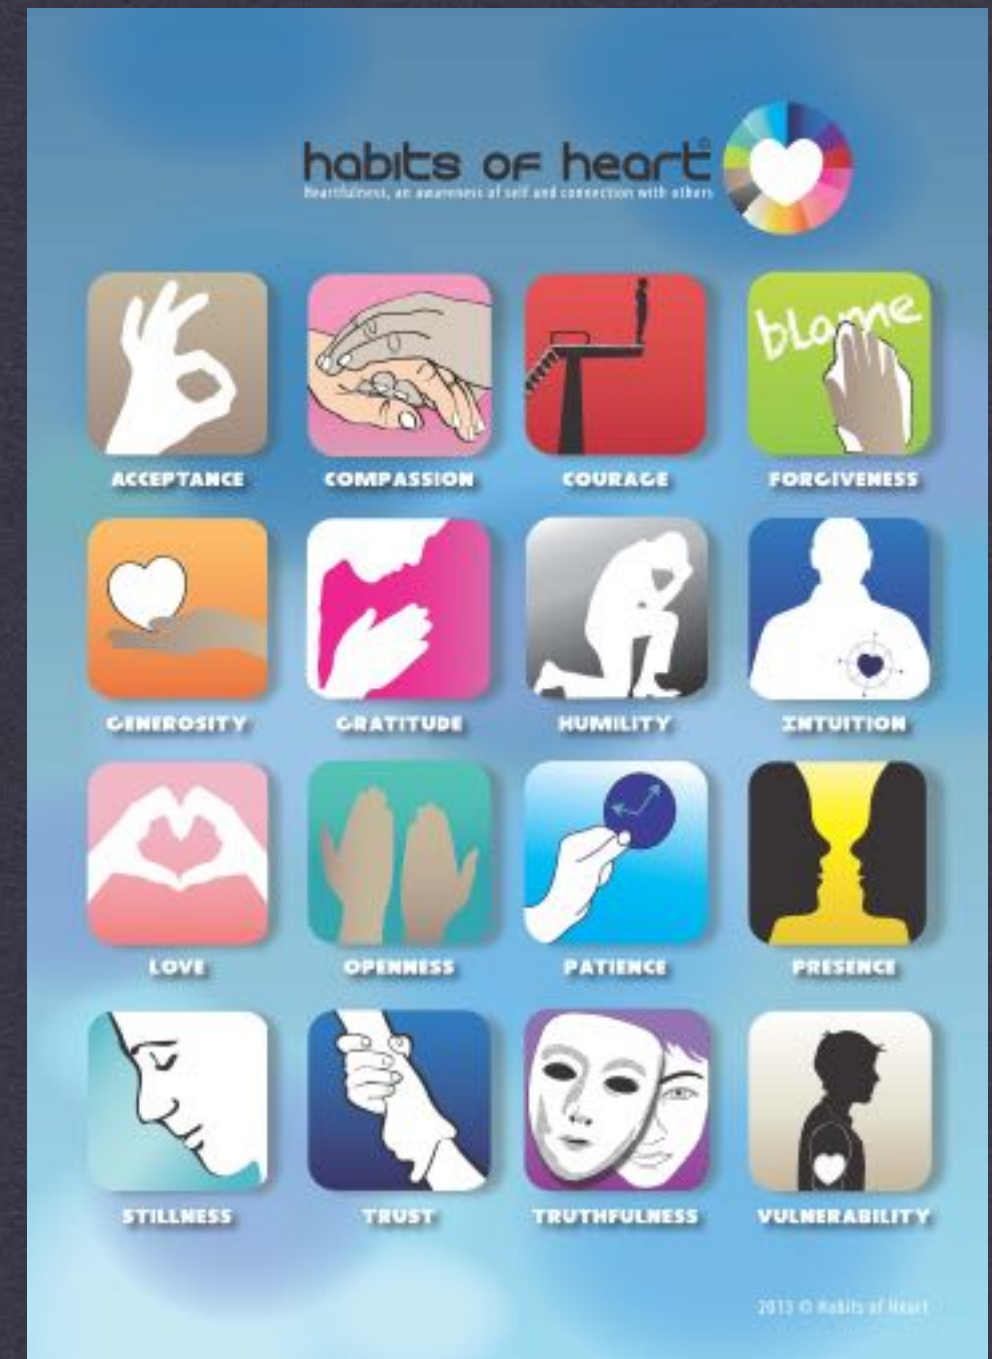 habits of heart©
Heartfulness, an awareness of self and connection with others
blame
ACCEPTANCE COMPASSION COURAGE FORGIVENESS
GENEROSITY GRATITUDE HUMILITY INTUITION
LOVE OPENNESS PATIENCE PRESENCE
STILLNESS TRUST TRUTHFULNESS VULNERABILITY
2013 © Habits of Heart